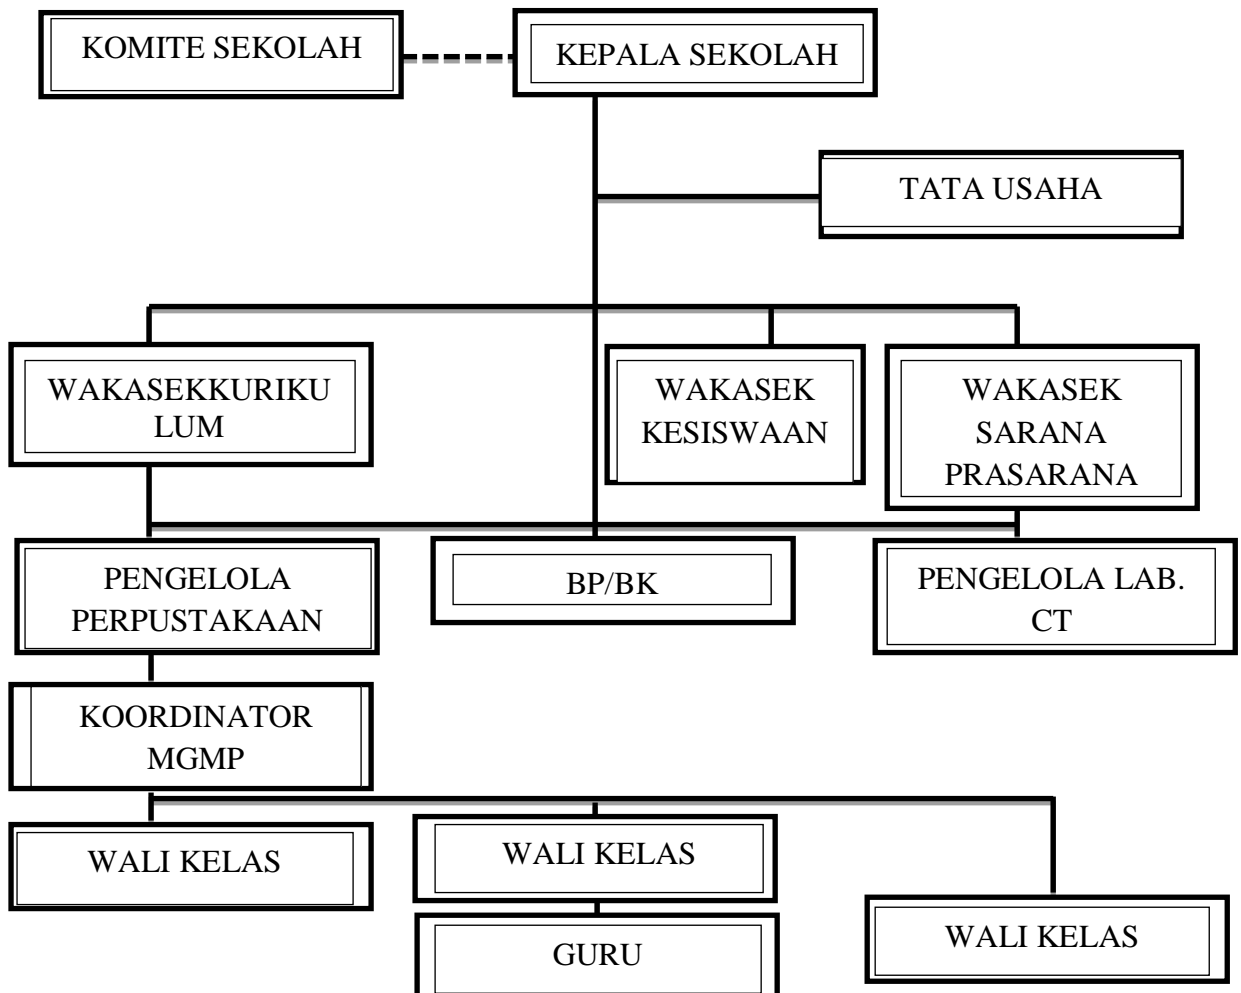 KOMITE SEKOLAH
KEPALA SEKOLAH
TATA USAHA
WAKASEKKURIKU
LUM
WAKASEK
KESISWAAN
WAKASEK
SARANA
PRASARANA
PENGELOLA
PERPUSTAKAAN
BP/BK
PENGELOLA LAB.
CT
KOORDINATOR
MGMP
WALI KELAS
WALI KELAS
WALI KELAS
GURU